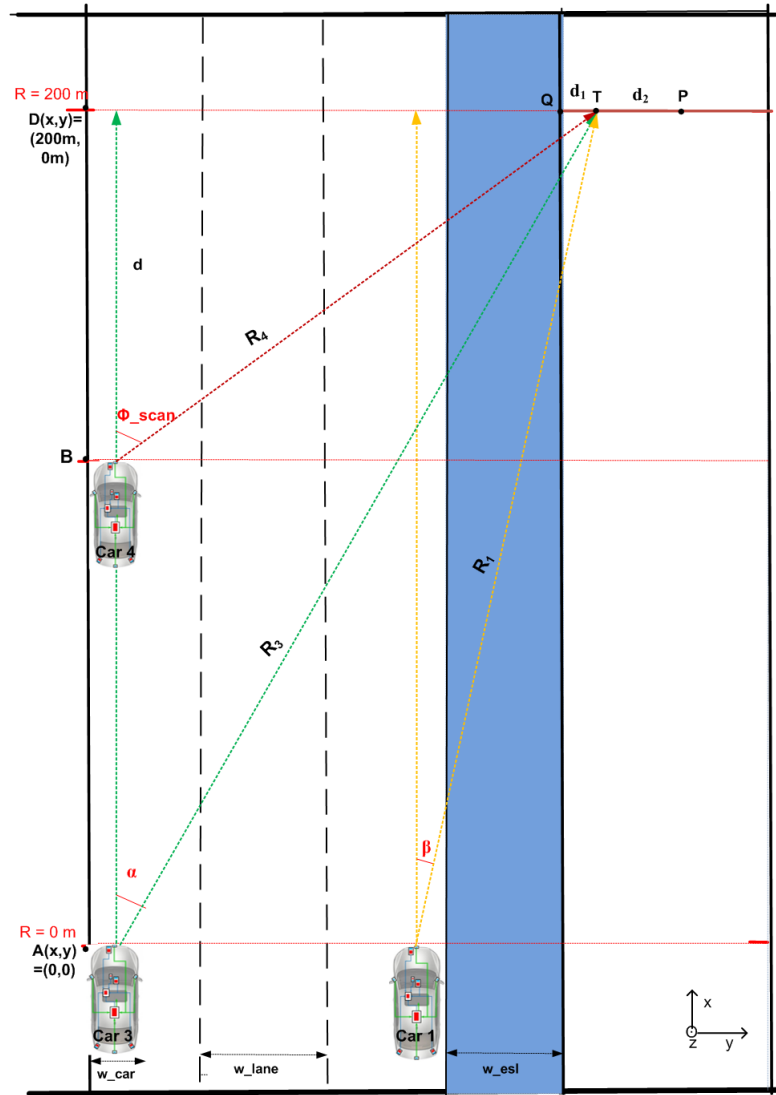 R = 200 m
D(x,y)=
(200m,
0m)
Q
d₁
T
d₂
P
d
R₄
Φ_scan
B
Car 4
R₁
R₃
α
β
R = 0 m
A(x,y)
=(0,0)
Car 3
Car 1
x
z
y
w_car
w_lane
w_esl